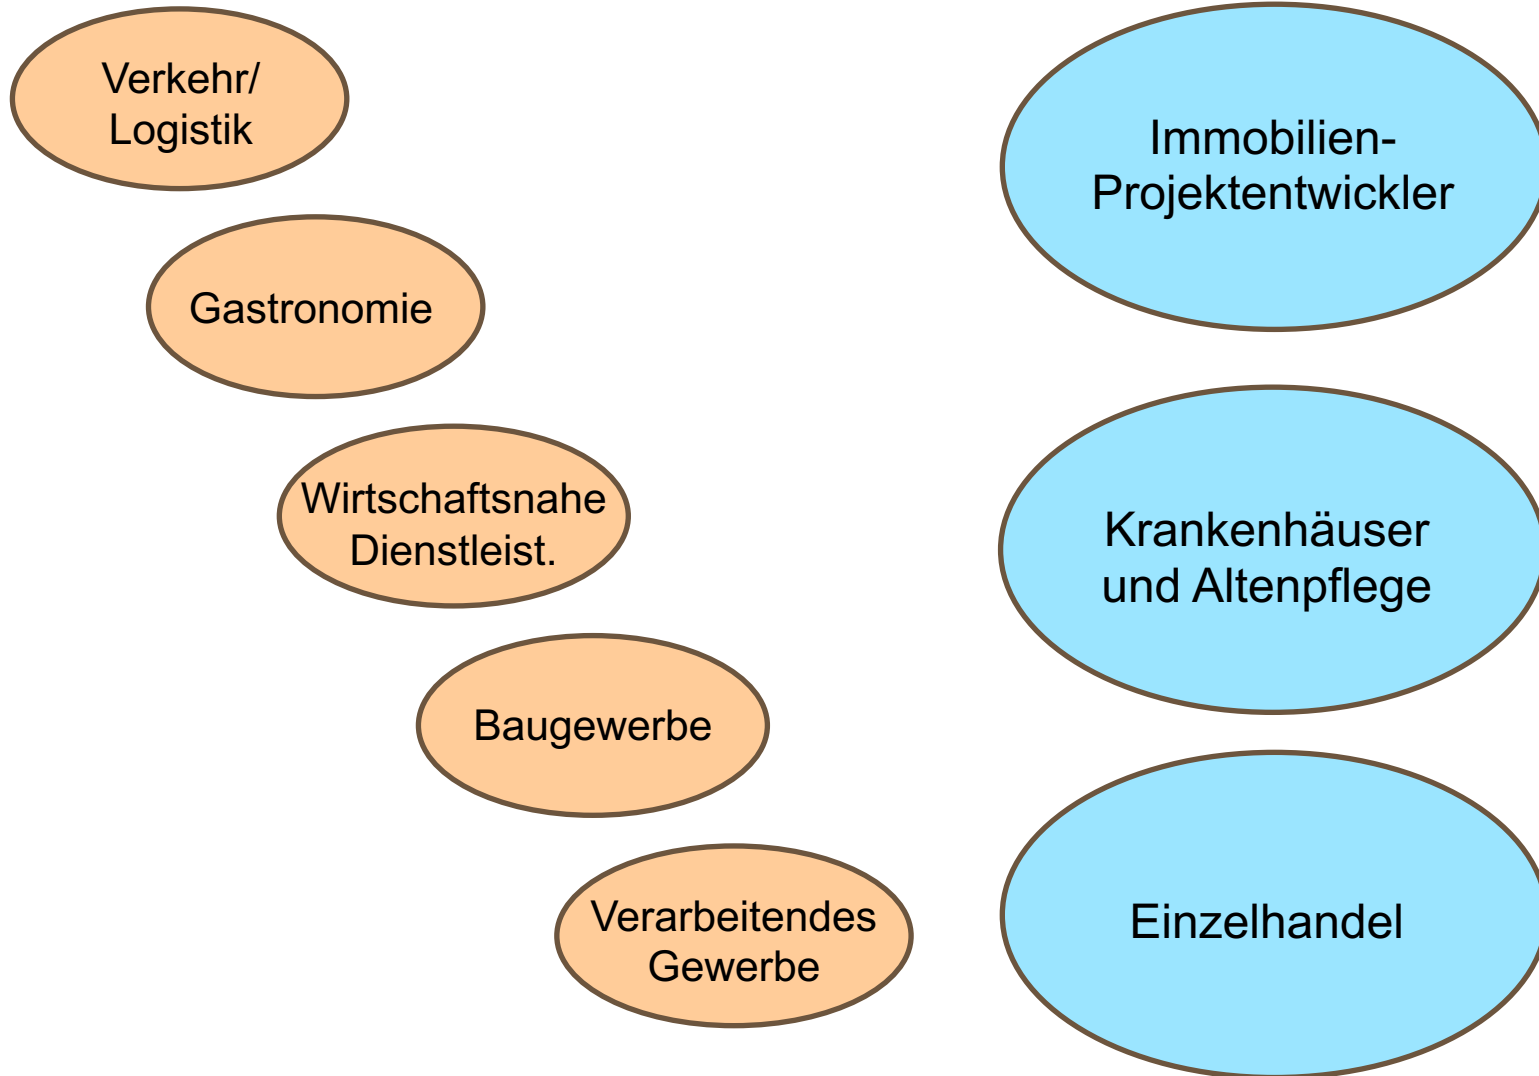 Verkehr/
Logistik
Gastronomie
Wirtschaftsnahe
Dienstleist.
Baugewerbe
Verarbeitendes
Gewerbe
Immobilien-
Projektentwickler
Krankenhäuser
und Altenpflege
Einzelhandel